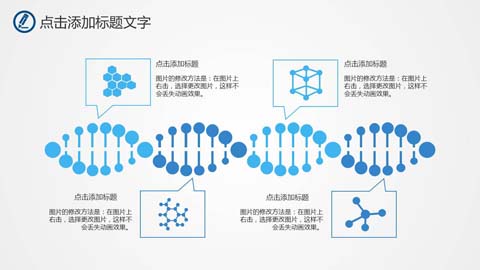 点击添加标题文字
点击添加标题
图片的修改方法是：在图片上
右击，选择更改图片，这样不
会丢失动画效果。
点击添加标题
图片的修改方法是：在图片上
右击，选择更改图片，这样不
会丢失动画效果。
点击添加标题
图片的修改方法是：在图片上
右击，选择更改图片，这样不
会丢失动画效果。
点击添加标题
图片的修改方法是：在图片上
右击，选择更改图片，这样不
会丢失动画效果。